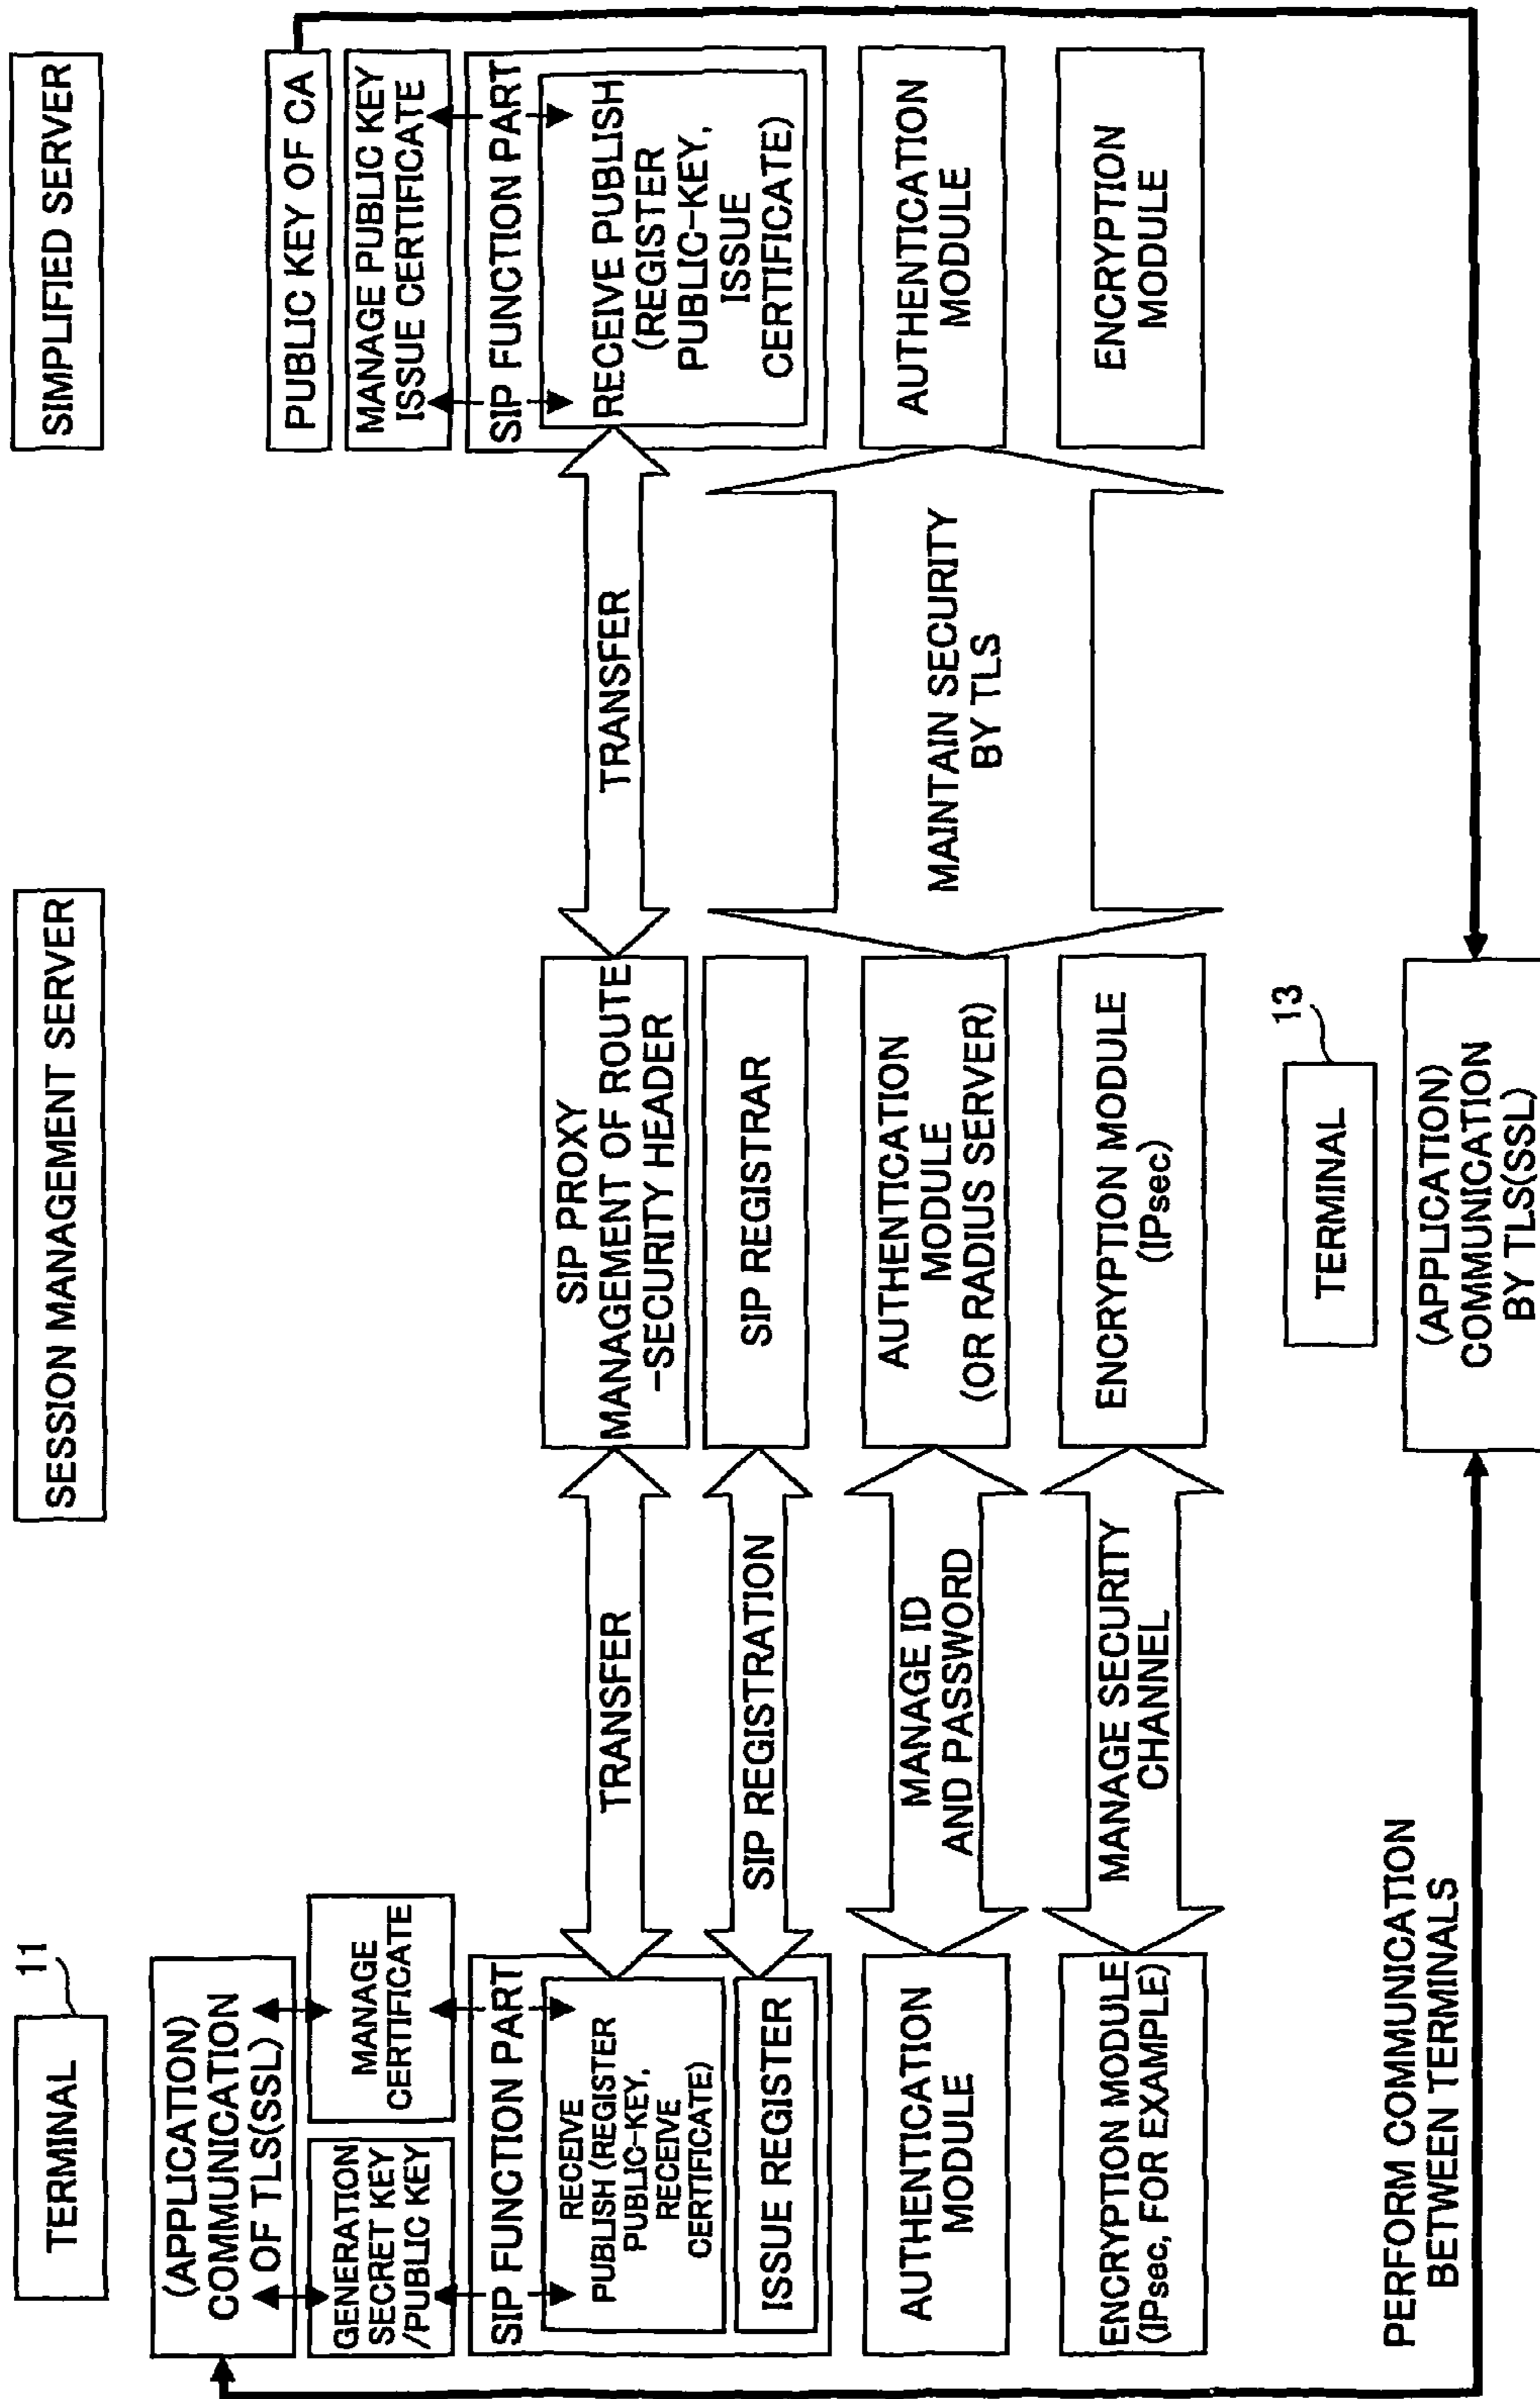 TERMINAL
11
(APPLICATION)
COMMUNICATION
OF TLS(SSL)
GENERATION
SECRET KEY
/PUBLIC KEY
MANAGE
CERTIFICATE
SIP FUNCTION PART
RECEIVE
PUBLISH (REGISTER
PUBLIC-KEY,
RECEIVE
CERTIFICATE)
ISSUE REGISTER
AUTHENTICATION
MODULE
ENCRYPTION MODULE
(IPsec, FOR EXAMPLE)
PERFORM COMMUNICATION
BETWEEN TERMINALS
TRANSFER
SIP REGISTRATION
MANAGE ID
AND PASSWORD
MANAGE SECURITY
CHANNEL
SESSION MANAGEMENT SERVER
SIP PROXY
MANAGEMENT OF ROUTE
-SECURITY HEADER
SIP REGISTRAR
AUTHENTICATION
MODULE
(OR RADIUS SERVER)
ENCRYPTION MODULE
(IPsec)
TERMINAL
13
(APPLICATION)
COMMUNICATION
BY TLS(SSL)
TRANSFER
MAINTAIN SECURITY
BY TLS
SIMPLIFIED SERVER
PUBLIC KEY OF CA
MANAGE PUBLIC KEY
ISSUE CERTIFICATE
SIP FUNCTION PART
RECEIVE PUBLISH
(REGISTER
PUBLIC-KEY,
ISSUE
CERTIFICATE)
AUTHENTICATION
MODULE
ENCRYPTION
MODULE